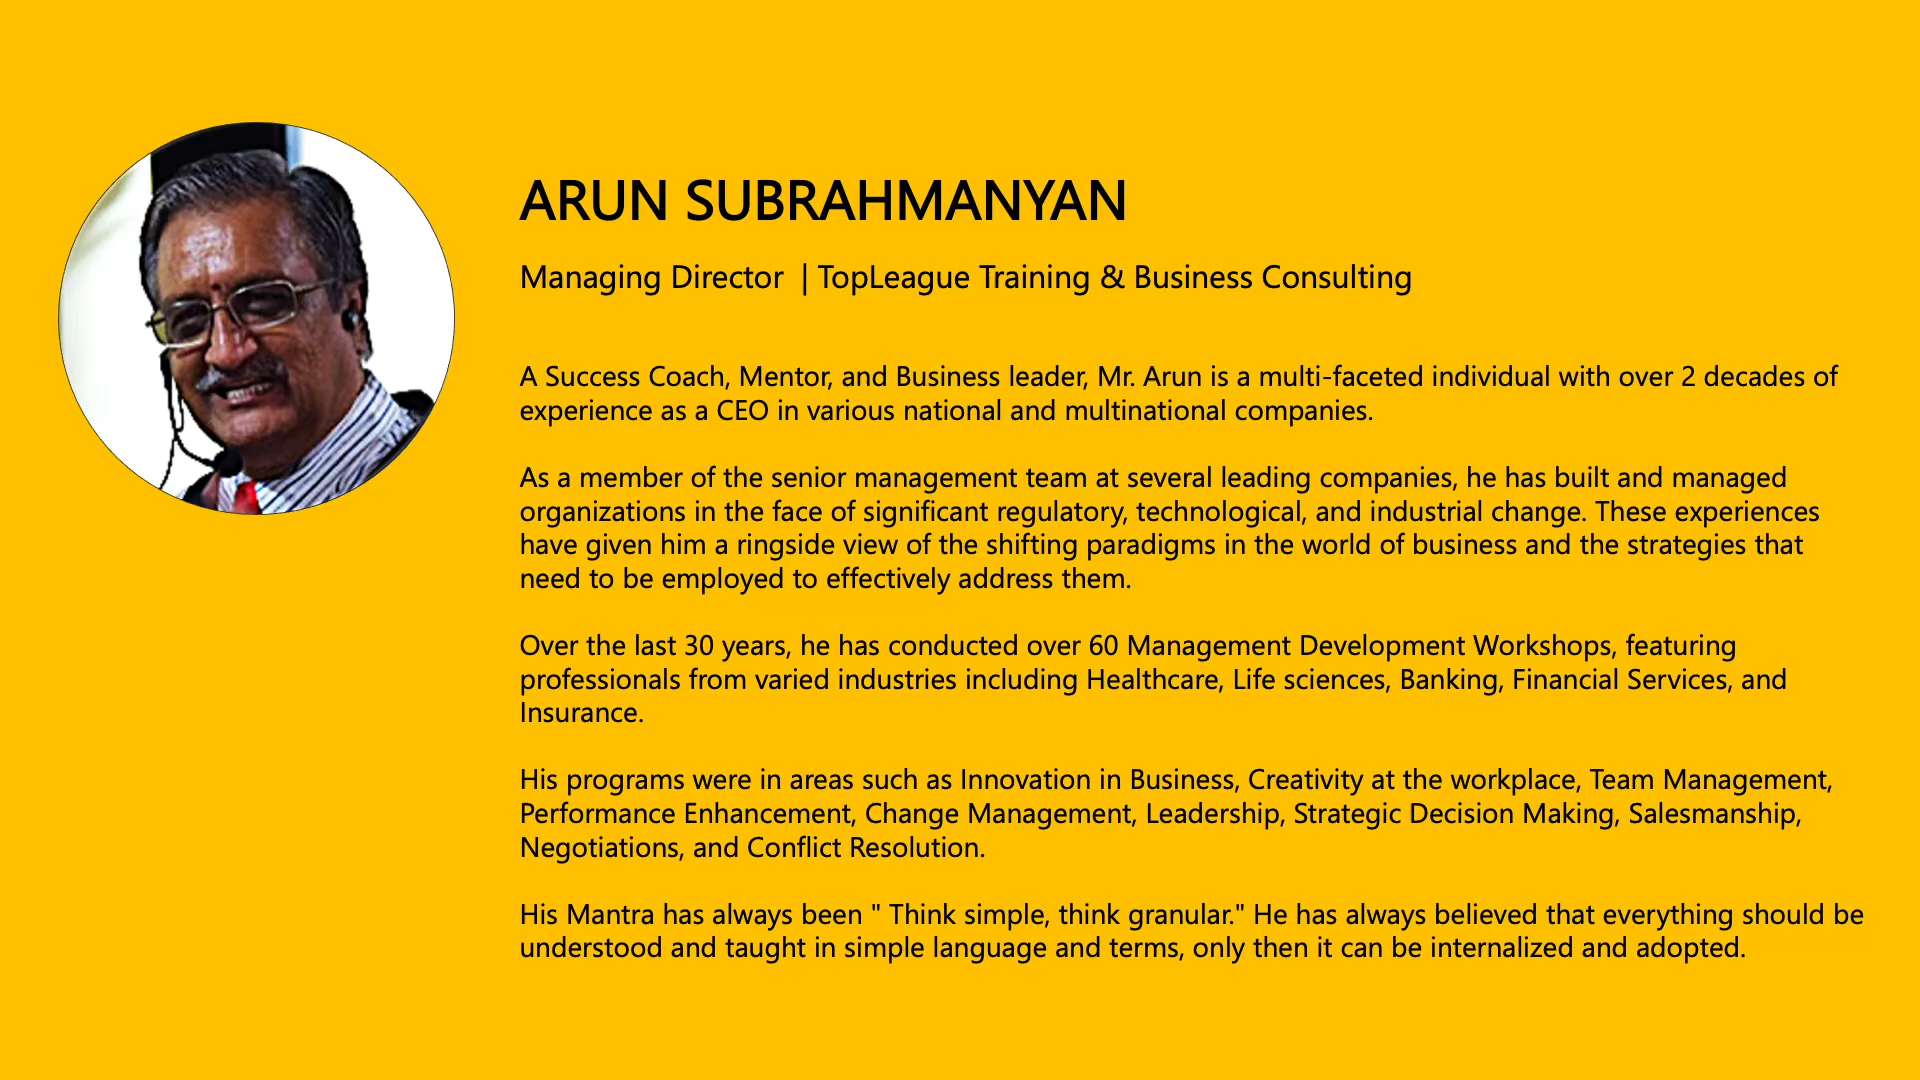 ARUN SUBRAHMANYAN
Managing Director | TopLeague Training & Business Consulting
A Success Coach, Mentor, and Business leader, Mr. Arun is a multi-faceted individual with over 2 decades of
experience as a CEO in various national and multinational companies.
As a member of the senior management team at several leading companies, he has built and managed
organizations in the face of significant regulatory, technological, and industrial change. These experiences
have given him a ringside view of the shifting paradigms in the world of business and the strategies that
need to be employed to effectively address them.
Over the last 30 years, he has conducted over 60 Management Development Workshops, featuring
professionals from varied industries including Healthcare, Life sciences, Banking, Financial Services, and
Insurance.
His programs were in areas such as Innovation in Business, Creativity at the workplace, Team Management,
Performance Enhancement, Change Management, Leadership, Strategic Decision Making, Salesmanship,
Negotiations, and Conflict Resolution.
His Mantra has always been " Think simple, think granular." He has always believed that everything should be
understood and taught in simple language and terms, only then it can be internalized and adopted.